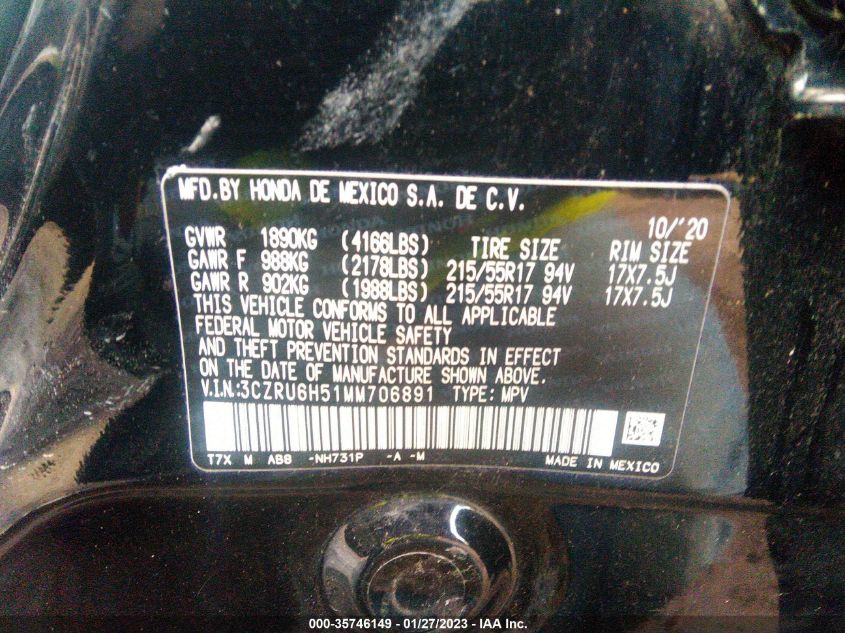 MFD.BY HONDA DE MEXICO S.A. DE C.V.
10/'20
GVWR 1890KG (4166LBS) TIRE SIZE RIM SIZE
GAWR F 988KG (2178LBS) 215/55R17 94V 17X7.5J
GAWR R 902KG (1988LBS) 215/55R17 94V 17X7.5J
THIS VEHICLE CONFORMS TO ALL APPLICABLE
FEDERAL MOTOR VEHICLE SAFETY
AND THEFT PREVENTION STANDARDS IN EFFECT
ON THE DATE OF MANUFACTURE SHOWN ABOVE.
V.I.N:3CZRU6H51MM706891 TYPE: MPV
T7X M AB8 -NH731P -A -M MADE IN MEXICO
000-35746149 — 01/27/2023 — IAA Inc.